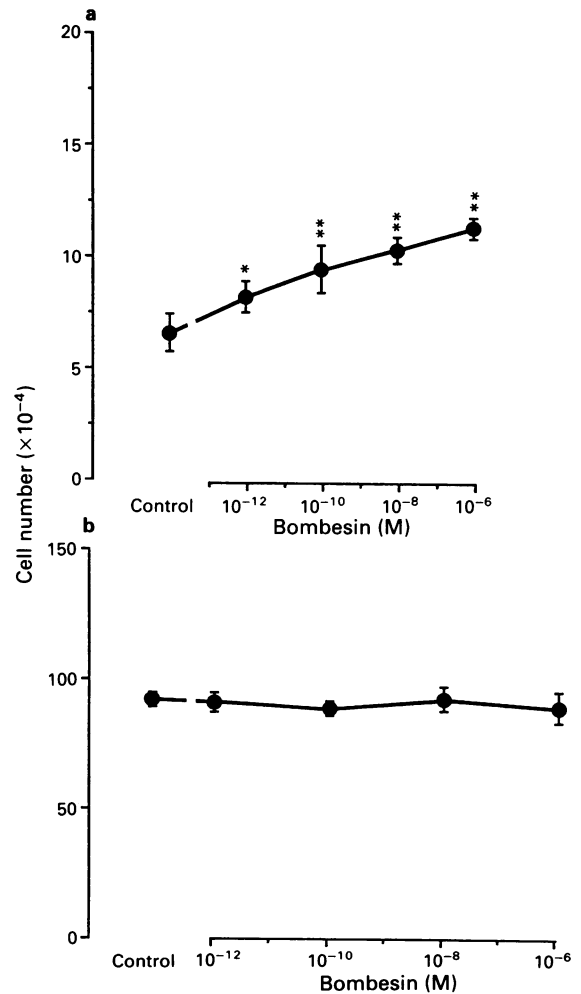 a
20
15
10
5
0
*
**
**
**
Control 10⁻¹² 10⁻¹⁰ 10⁻⁸ 10⁻⁶
Bombesin (M)
Cell number (×10⁻⁴)
b
150
100
50
0
Control 10⁻¹² 10⁻¹⁰ 10⁻⁸ 10⁻⁶
Bombesin (M)